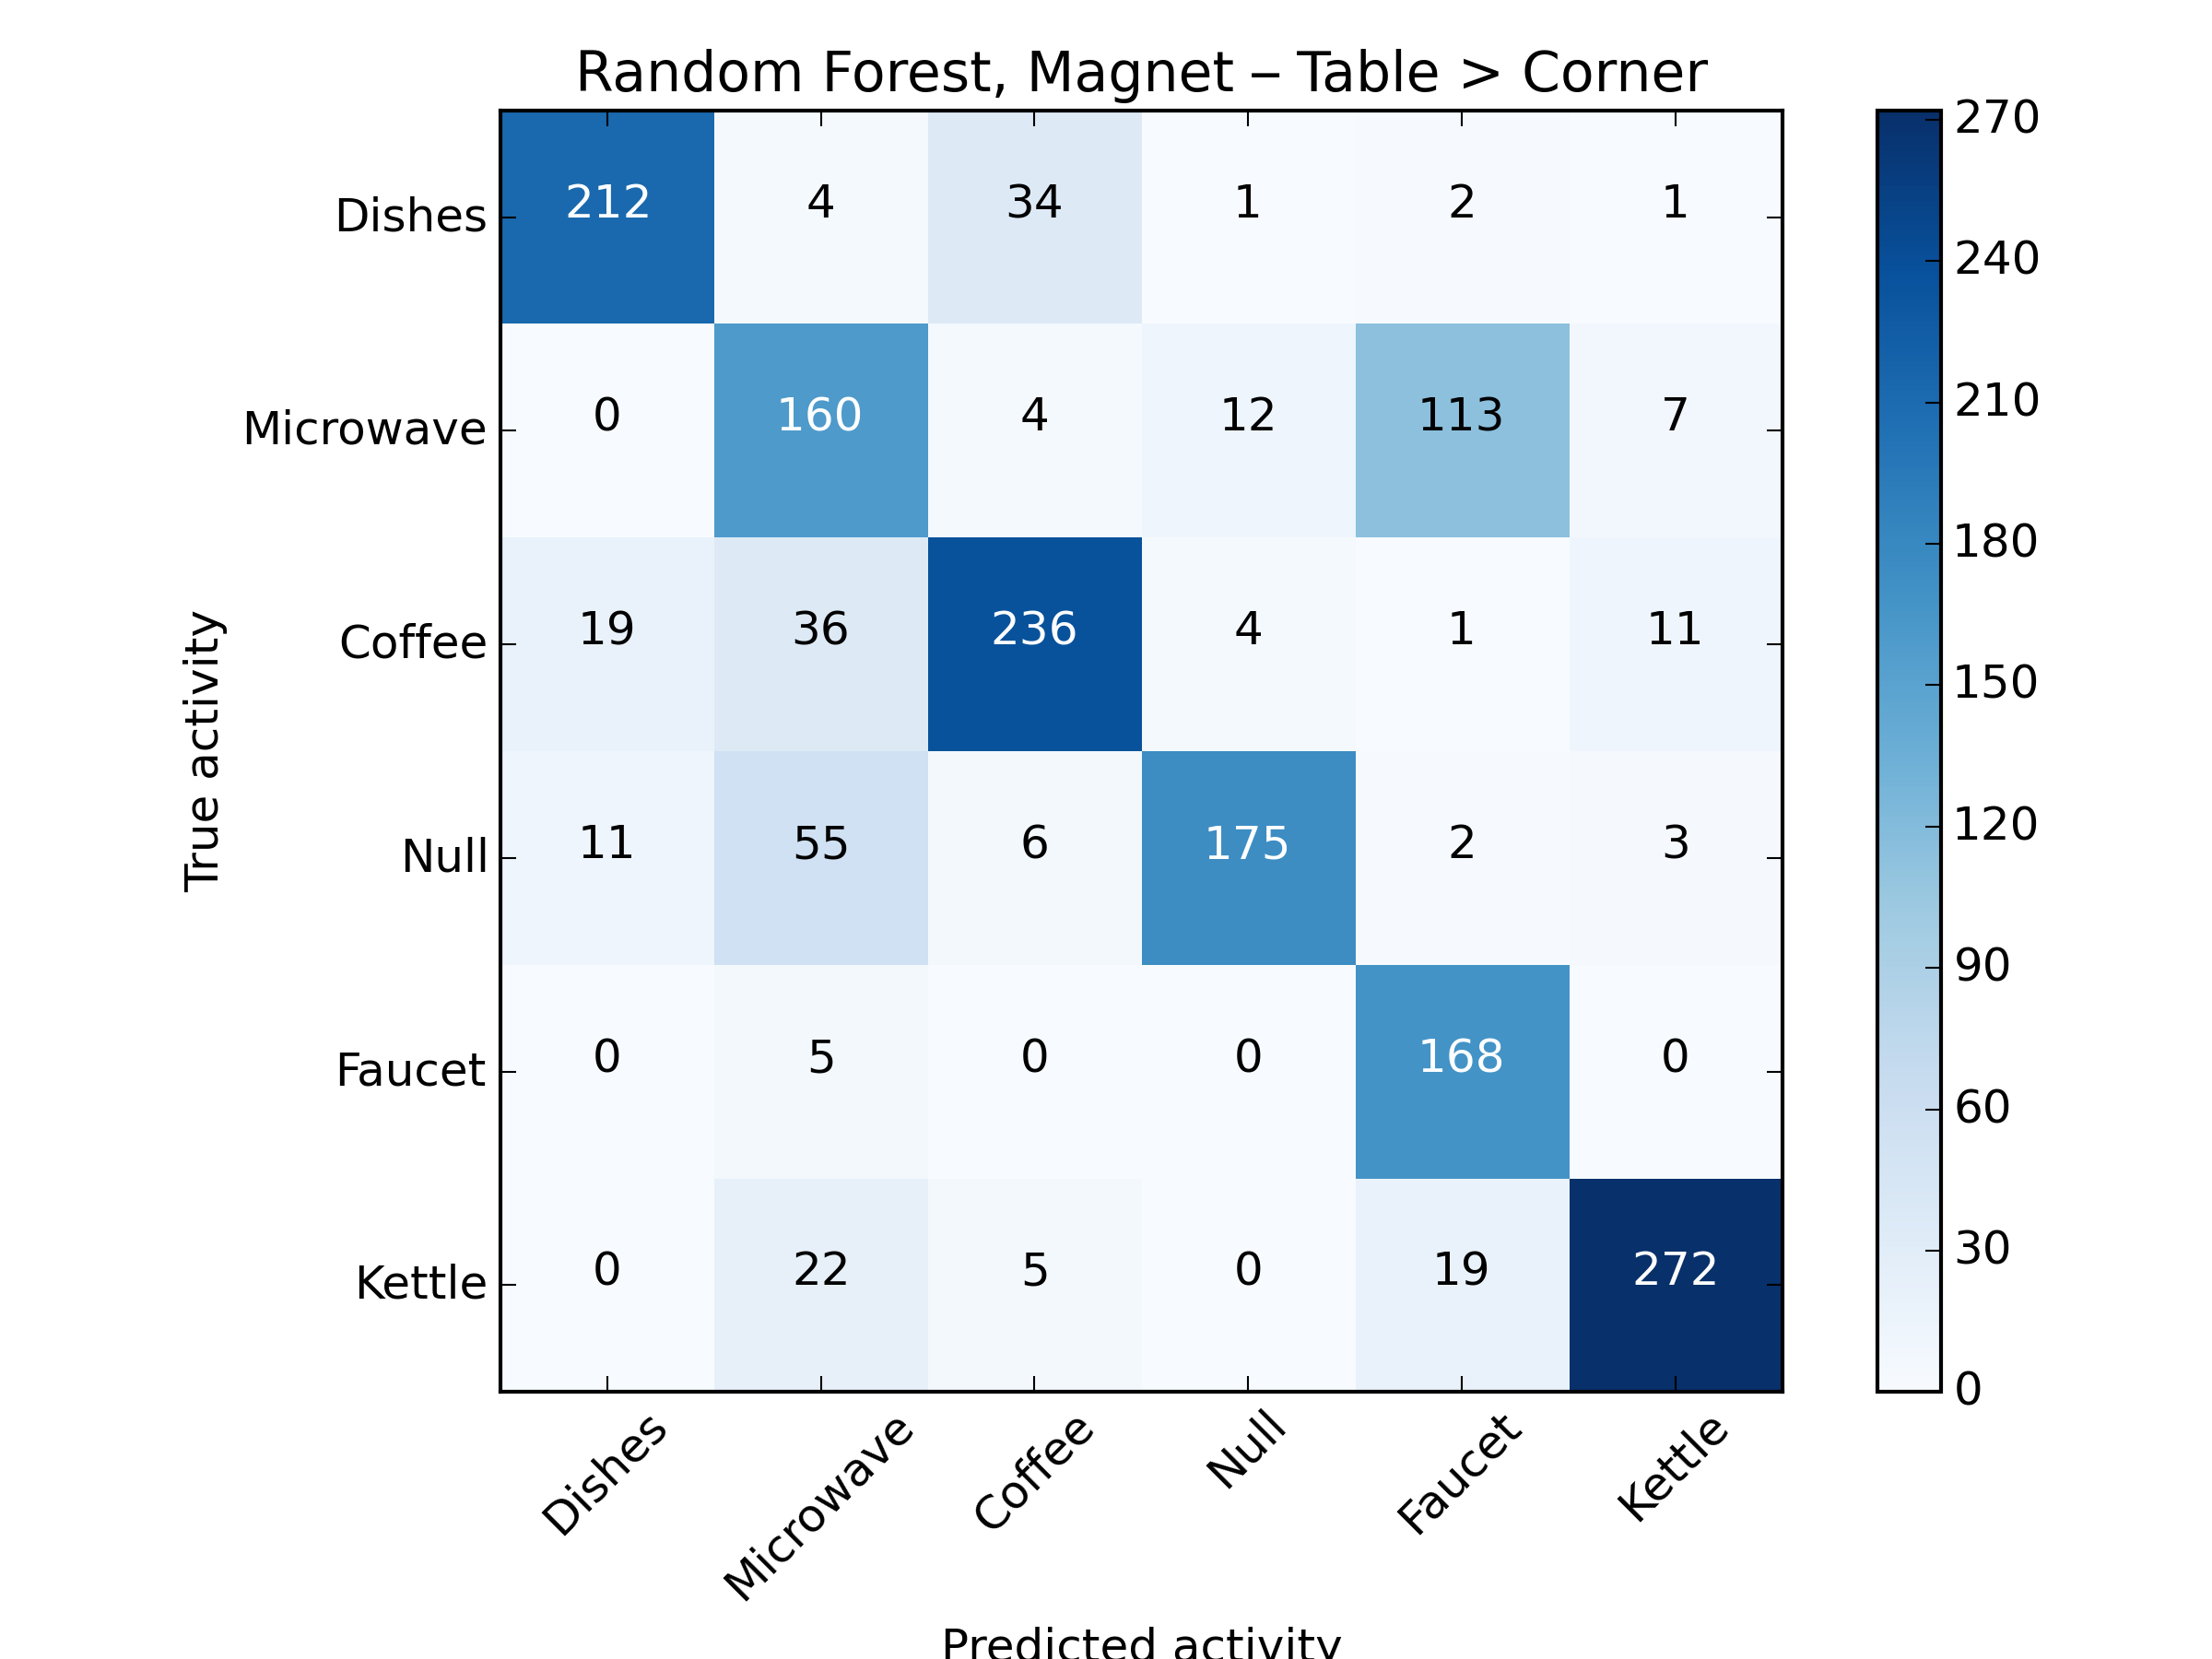 Random Forest, Magnet – Table > Corner
270
Dishes 212 4 34 1 2 1
240
Microwave 0 160 4 12 113 7
210
180
Coffee 19 36 236 4 1 11
150
True activity
Null 11 55 6 175 2 3
120
90
Faucet 0 5 0 0 168 0
60
Kettle 0 22 5 0 19 272
30
0
Dishes Microwave Coffee Null Faucet Kettle
Predicted activity